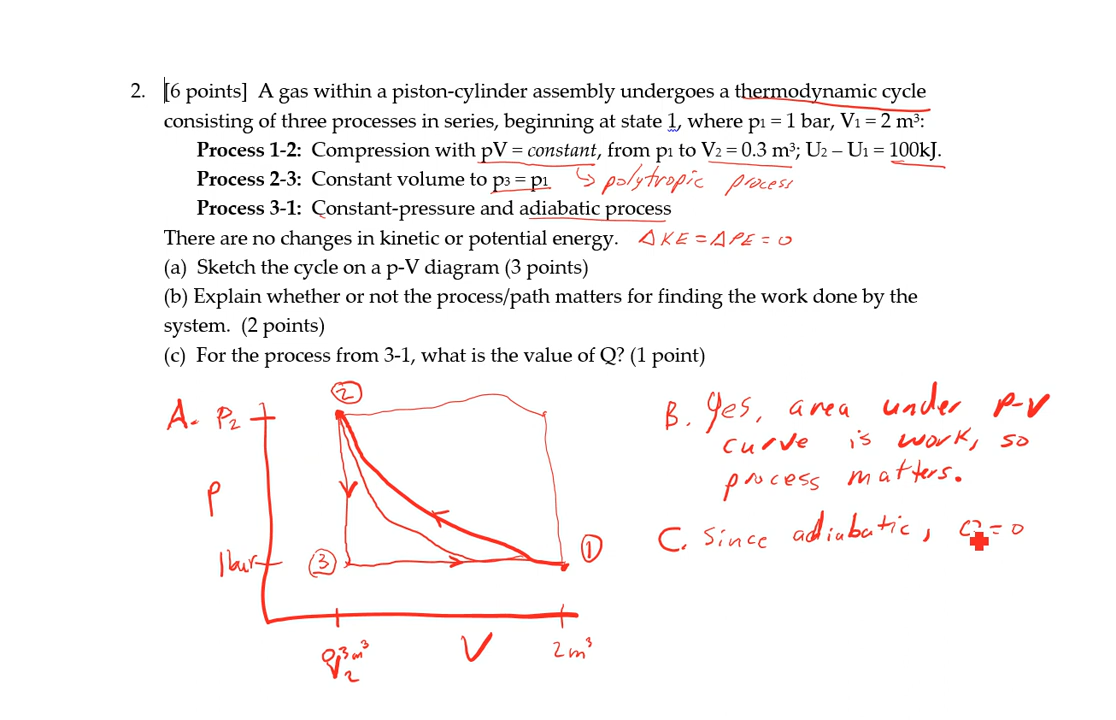 2. [6 points] A gas within a piston-cylinder assembly undergoes a thermodynamic cycle
consisting of three processes in series, beginning at state 1, where p1 = 1 bar, V1 = 2 m³:
Process 1-2: Compression with pV = constant, from p1 to V2 = 0.3 m³; U2 – U1 = 100kJ.
Process 2-3: Constant volume to p3 = p1 ↳ polytropic process
Process 3-1: Constant-pressure and adiabatic process
There are no changes in kinetic or potential energy. ΔKE = ΔPE = 0
(a) Sketch the cycle on a p-V diagram (3 points)
(b) Explain whether or not the process/path matters for finding the work done by the
system. (2 points)
(c) For the process from 3-1, what is the value of Q? (1 point)
A. P2
②
P
1bar
③
①
V
2m³
B. Yes, area under P-V
curve is work, so
process matters.
C. Since adiabatic, Q=0